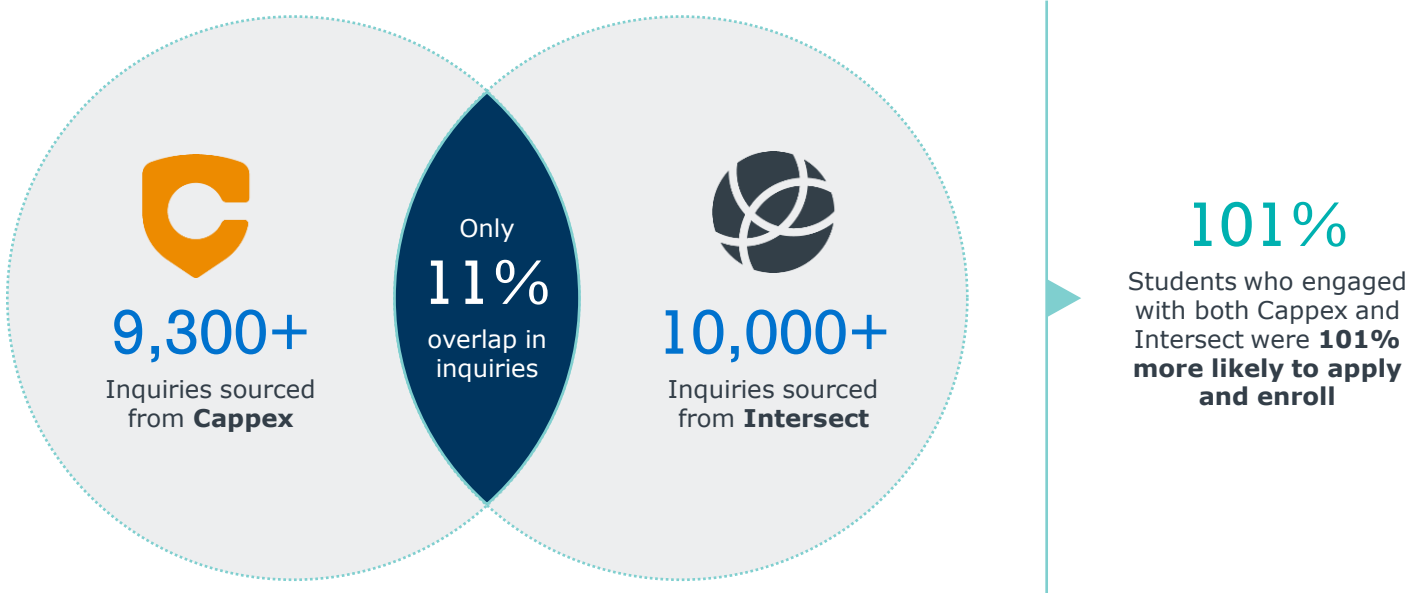 9,300+
Inquiries sourced
from Cappex
Only
11%
overlap in
inquiries
10,000+
Inquiries sourced
from Intersect
101%
Students who engaged
with both Cappex and
Intersect were 101%
more likely to apply
and enroll